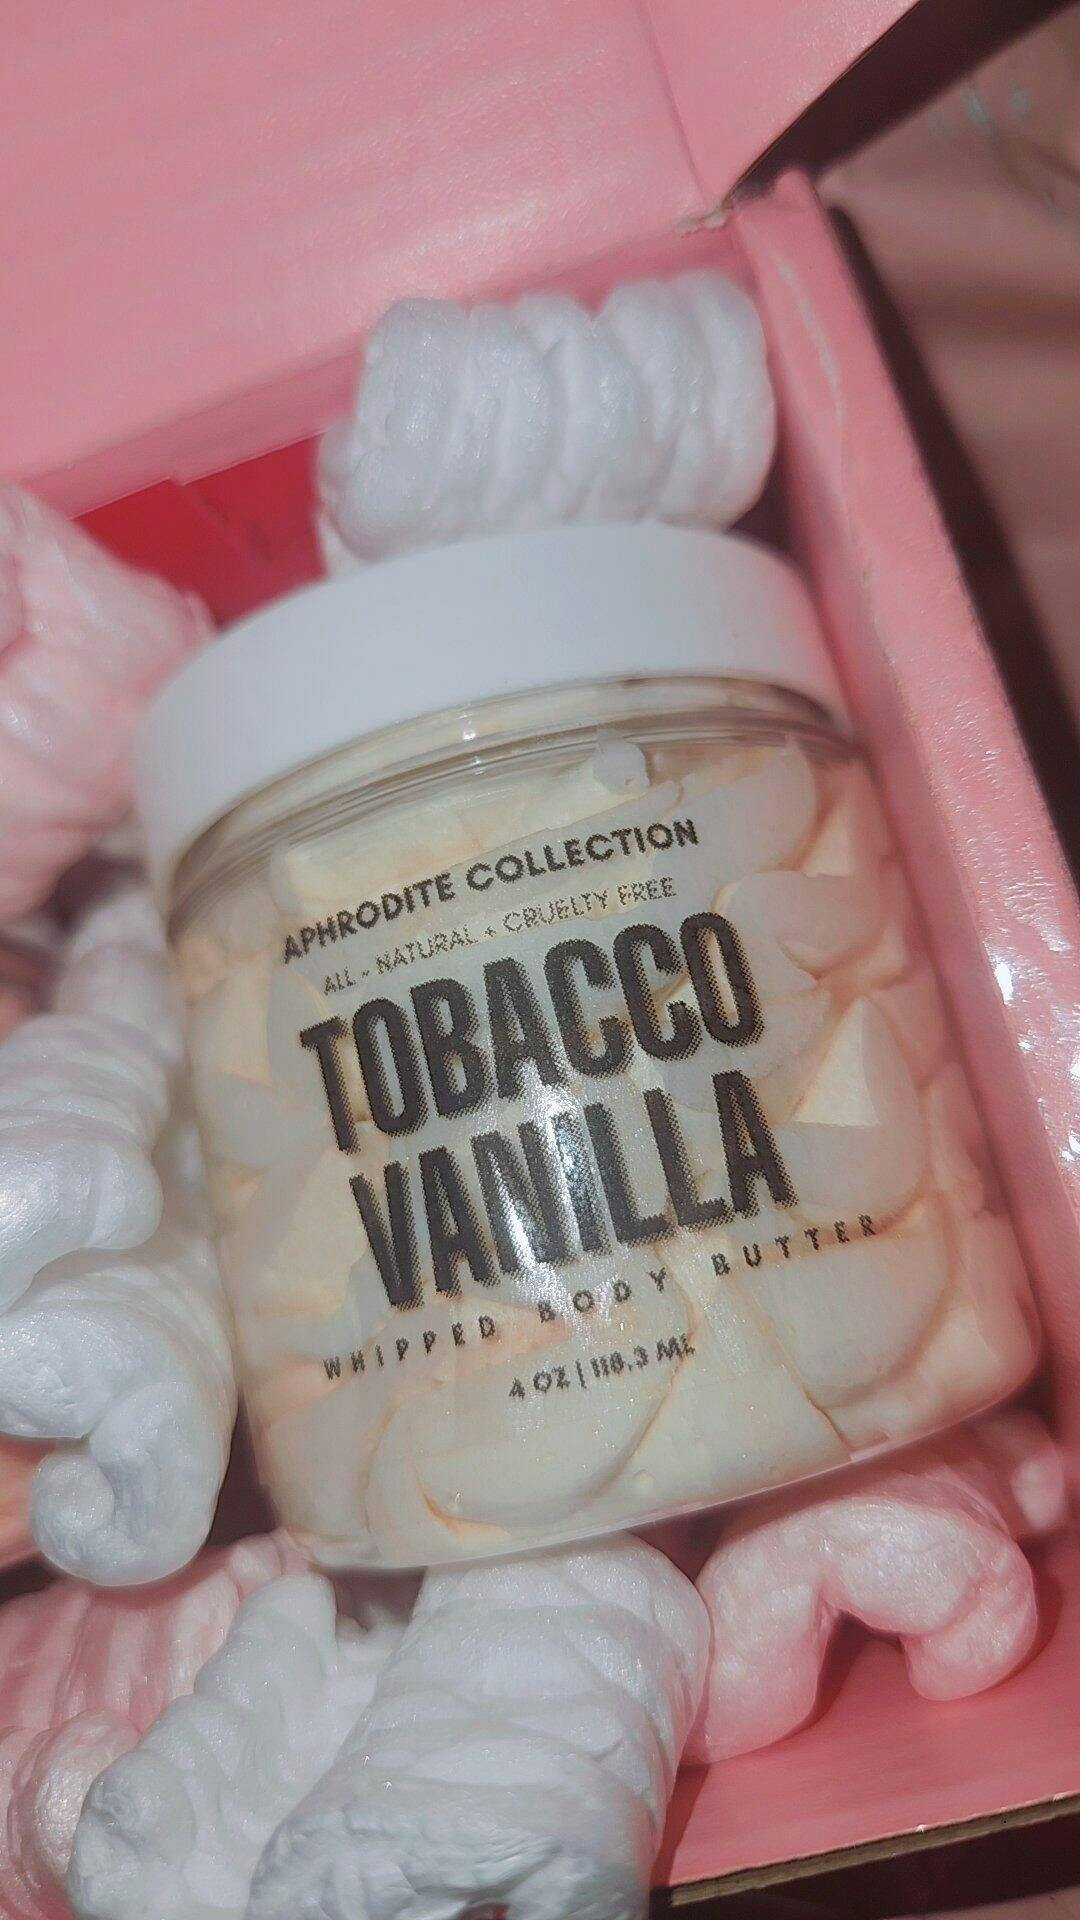 APHRODITE COLLECTION
ALL - NATURAL + CRUELTY FREE
TOBACCO
VANILLA
WHIPPED BODY BUTTER
4 OZ | 118.3 ML